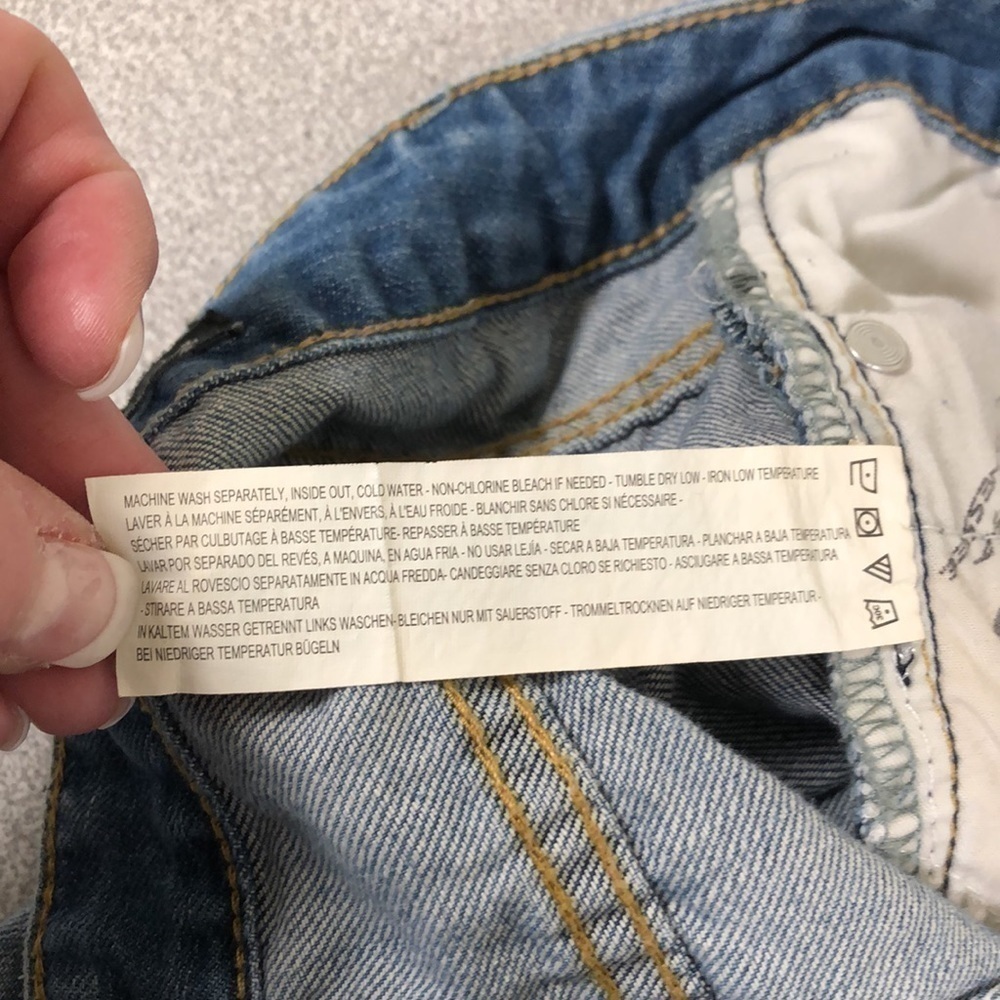 MACHINE WASH SEPARATELY, INSIDE OUT, COLD WATER - NON-CHLORINE BLEACH IF NEEDED - TUMBLE DRY LOW - IRON LOW TEMPERATURE
LAVER À LA MACHINE SÉPARÉMENT, À L'ENVERS, À L'EAU FROIDE - BLANCHIR SANS CHLORE SI NÉCESSAIRE -
SÉCHER PAR CULBUTAGE À BASSE TEMPÉRATURE- REPASSER À BASSE TEMPÉRATURE
LAVAR POR SEPARADO DEL REVÉS, A MAQUINA, EN AGUA FRIA - NO USAR LEJÍA - SECAR A BAJA TEMPERATURA - PLANCHAR A BAJA TEMPERATURA
LAVARE AL ROVESCIO SEPARATAMENTE IN ACQUA FREDDA- CANDEGGIARE SENZA CLORO SE RICHIESTO - ASCIUGARE A BASSA TEMPERATURA
- STIRARE A BASSA TEMPERATURA
IN KALTEM WASSER GETRENNT LINKS WASCHEN-BLEICHEN NUR MIT SAUERSTOFF - TROMMELTROCKNEN AUF NIEDRIGER TEMPERATUR -
BEI NIEDRIGER TEMPERATUR BÜGELN